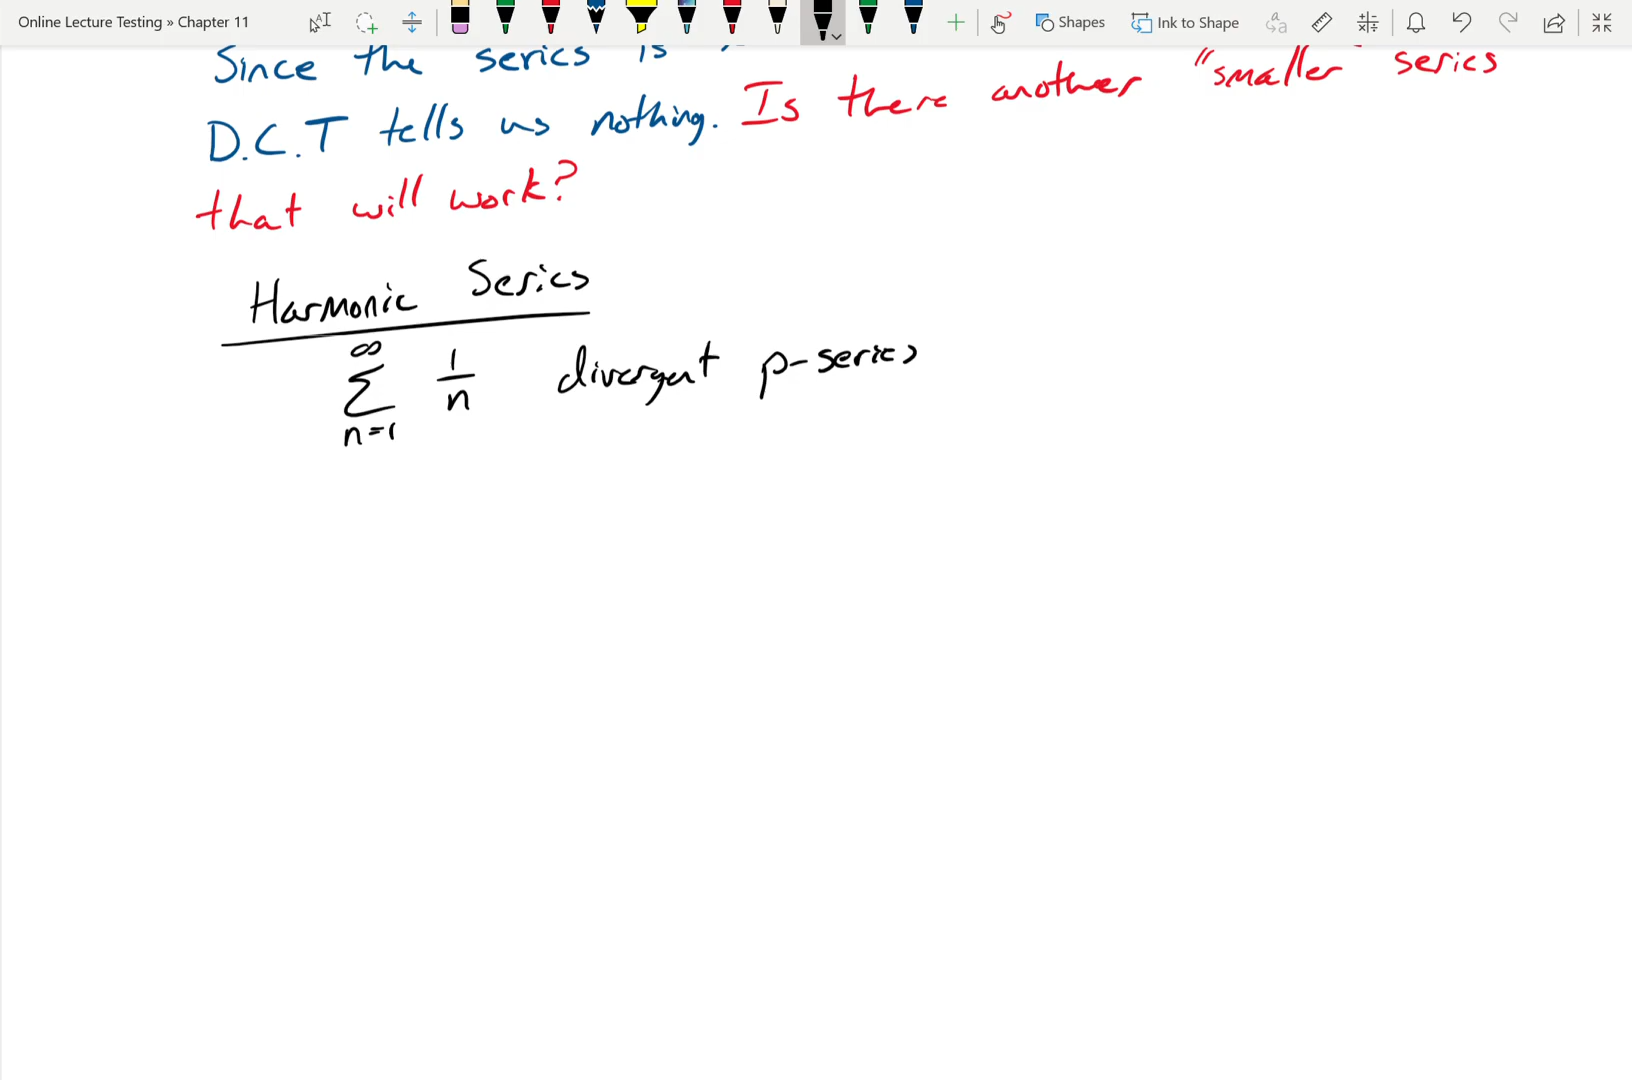 Online Lecture Testing » Chapter 11
Shapes
Ink to Shape
Since the series is
"smaller" series
D.C.T tells us nothing. Is there another
that will work?
Harmonic Series
∞
Σ 1/n divergent p-series
n=1